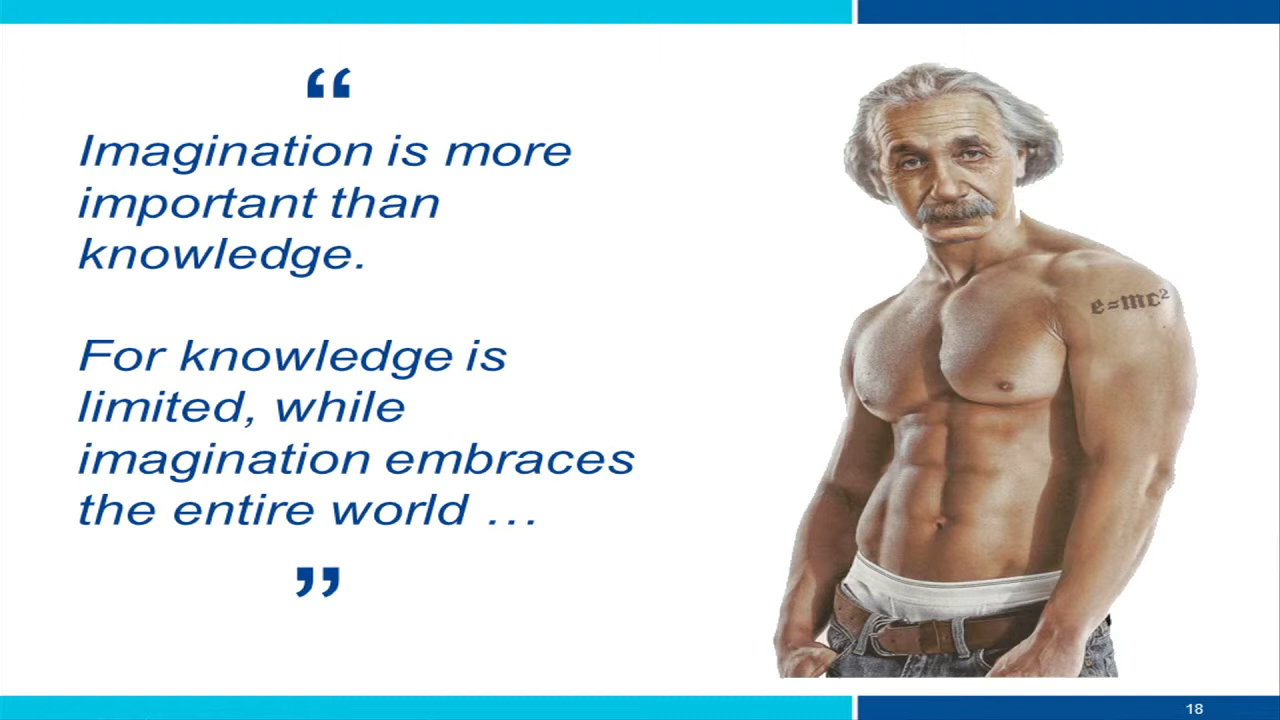 “
Imagination is more
important than
knowledge.
For knowledge is
limited, while
imagination embraces
the entire world …
”
e=mc²
18